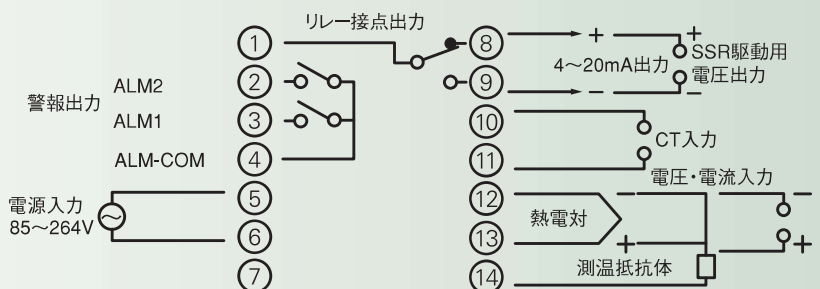 リレー接点出力
1
2
3
4
5
6
7
警報出力
ALM2
ALM1
ALM-COM
電源入力
85〜264V
8
9
10
11
12
13
14
+
−
4〜20mA出力
+
SSR駆動用
電圧出力
−
CT入力
電圧・電流入力
熱電対
−
+
測温抵抗体
−
+